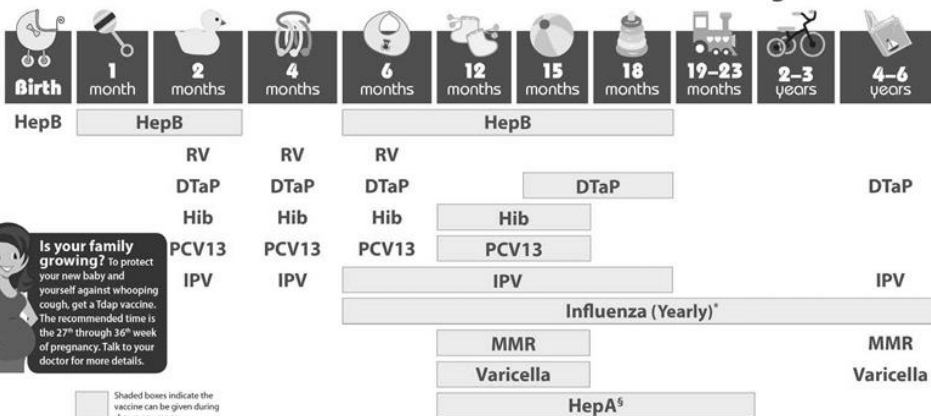 Birth
1
month
2
months
4
months
6
months
12
months
15
months
18
months
19–23
months
2–3
years
4–6
years
HepB HepB HepB
RV RV RV
DTaP DTaP DTaP DTaP DTaP
Hib Hib Hib Hib
PCV13 PCV13 PCV13 PCV13
IPV IPV IPV IPV
Influenza (Yearly)*
MMR MMR
Varicella Varicella
HepA§
Is your family
growing? To protect
your new baby and
yourself against whooping
cough, get a Tdap vaccine.
The recommended time is
the 27th through 36th week
of pregnancy. Talk to your
doctor for more details.
Shaded boxes indicate the
vaccine can be given during